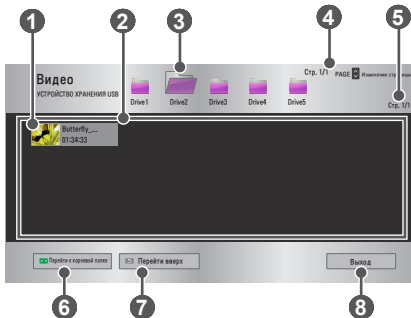 1 2 3 4 5
Видео
УСТРОЙСТВО ХРАНЕНИЯ USB
Drive1 Drive2 Drive3 Drive4 Drive5
Стр. 1/1 PAGE Изменение страницы
Стр. 1/1
Butterfly_...
01:34:33
Перейти к корневой папке Перейти вверх Выход
6 7 8